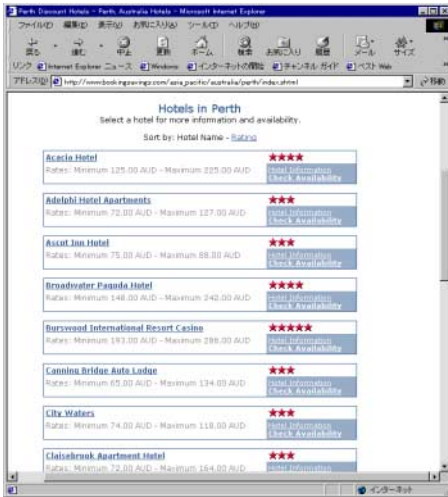 Perth Discount Hotels - Perth, Australia Hotels - Microsoft Internet Explorer
ファイル(F) 編集(E) 表示(V) お気に入り(A) ツール(T) ヘルプ(H)
戻る 進む 中止 更新 ホーム 検索 お気に入り 履歴 メール サイズ
リンク Internet Explorer ニュース Windows インターネットの開始 チャンネル ガイド ベスト Web
アドレス(D) http://www.bookingsavings.com/asia_pacific/australia/perth/index.shtml 移動
Hotels in Perth
Select a hotel for more information and availability.
Sort by: Hotel Name - Rating
Acacia Hotel ★★★★
Rates: Minimum 125.00 AUD - Maximum 225.00 AUD Hotel Information
Check Availability
Adelphi Hotel Apartments ★★★
Rates: Minimum 72.00 AUD - Maximum 127.00 AUD Hotel Information
Check Availability
Ascot Inn Hotel ★★★
Rates: Minimum 75.00 AUD - Maximum 88.00 AUD Hotel Information
Check Availability
Broadwater Pagoda Hotel ★★★★
Rates: Minimum 148.00 AUD - Maximum 242.00 AUD Hotel Information
Check Availability
Burswood International Resort Casino ★★★★★
Rates: Minimum 193.00 AUD - Maximum 286.00 AUD Hotel Information
Check Availability
Canning Bridge Auto Lodge ★★★
Rates: Minimum 65.00 AUD - Maximum 134.00 AUD Hotel Information
Check Availability
City Waters ★★★
Rates: Minimum 74.00 AUD - Maximum 118.00 AUD Hotel Information
Check Availability
Claisebrook Apartment Hotel ★★★
Rates: Minimum 72.00 AUD - Maximum 164.00 AUD Hotel Information
インターネット